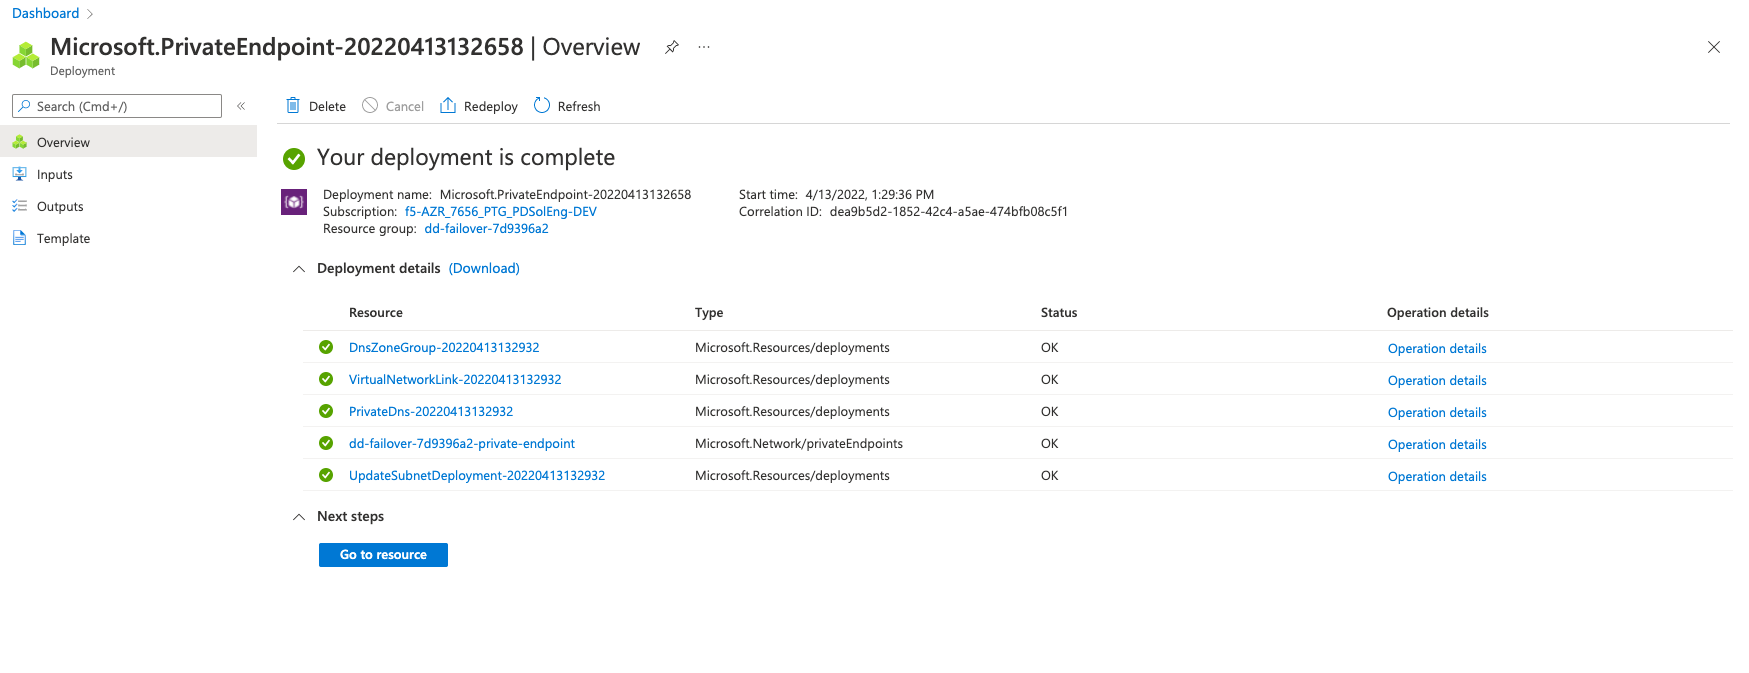 Dashboard
Microsoft.PrivateEndpoint-20220413132658 | Overview
Deployment
Search (Cmd+/)
Delete Cancel Redeploy Refresh
Overview
Inputs
Outputs
Template
Your deployment is complete
Deployment name: Microsoft.PrivateEndpoint-20220413132658
Subscription: f5-AZR_7656_PTG_PDSolEng-DEV
Resource group: dd-failover-7d9396a2
Start time: 4/13/2022, 1:29:36 PM
Correlation ID: dea9b5d2-1852-42c4-a5ae-474bfb08c5f1
Deployment details (Download)
Resource Type Status Operation details
DnsZoneGroup-20220413132932 Microsoft.Resources/deployments OK Operation details
VirtualNetworkLink-20220413132932 Microsoft.Resources/deployments OK Operation details
PrivateDns-20220413132932 Microsoft.Resources/deployments OK Operation details
dd-failover-7d9396a2-private-endpoint Microsoft.Network/privateEndpoints OK Operation details
UpdateSubnetDeployment-20220413132932 Microsoft.Resources/deployments OK Operation details
Next steps
Go to resource